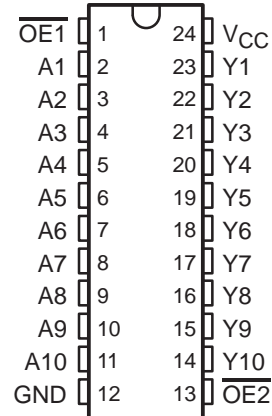 OE1 1 24 VCC
A1 2 23 Y1
A2 3 22 Y2
A3 4 21 Y3
A4 5 20 Y4
A5 6 19 Y5
A6 7 18 Y6
A7 8 17 Y7
A8 9 16 Y8
A9 10 15 Y9
A10 11 14 Y10
GND 12 13 OE2